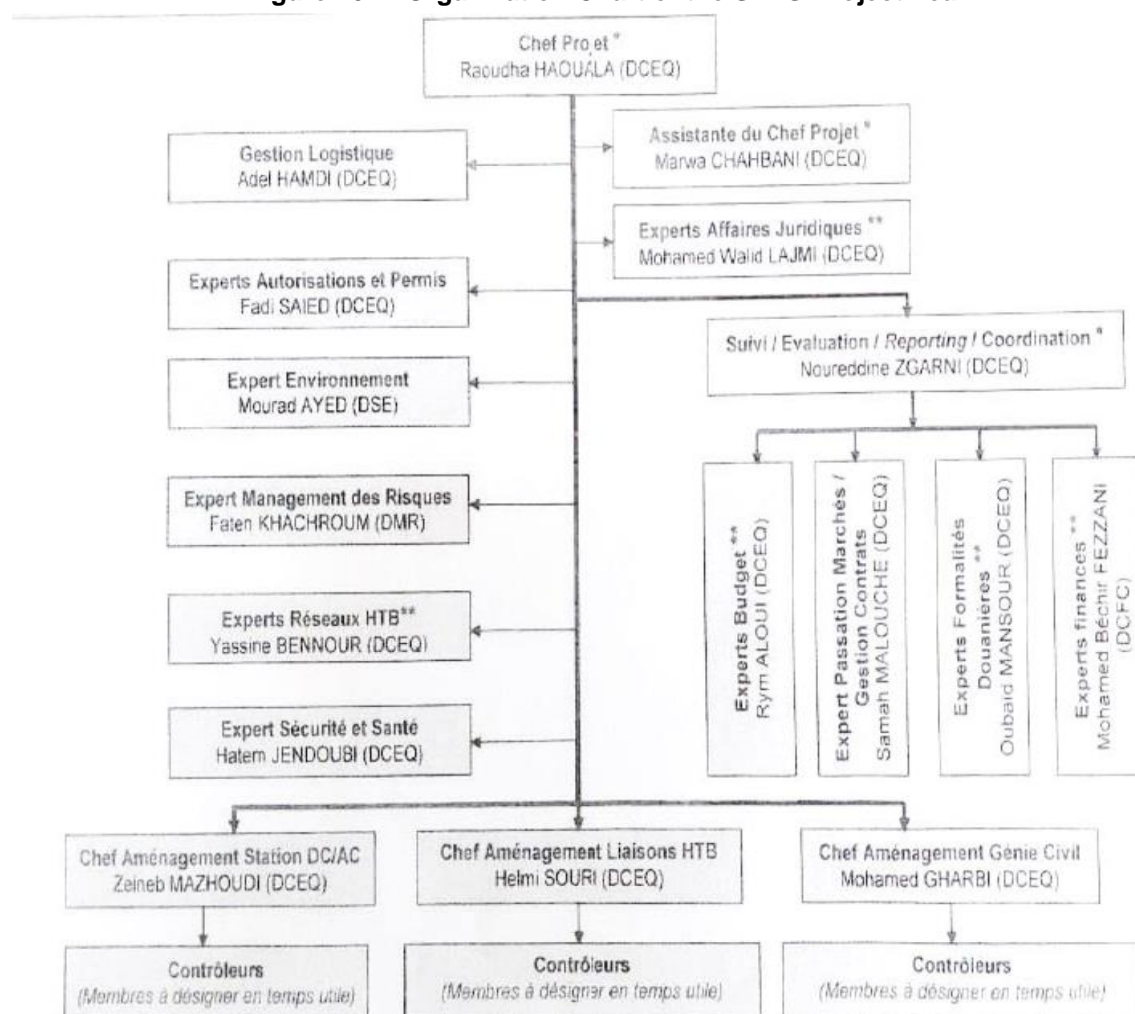 Chef Projet *
Raoudha HAOUALA (DCEQ)
Assistante du Chef Projet *
Marwa CHAHBANI (DCEQ)
Gestion Logistique
Adel HAMDI (DCEQ)
Experts Affaires Juridiques **
Mohamed Walid LAJMI (DCEQ)
Experts Autorisations et Permis
Fadi SAIED (DCEQ)
Suivi / Evaluation / Reporting / Coordination *
Noureddine ZGARNI (DCEQ)
Expert Environnement
Mourad AYED (DSE)
Expert Management des Risques
Faten KHACHROUM (DMR)
Experts Réseaux HTB**
Yassine BENNOUR (DCEQ)
Expert Sécurité et Santé
Hatem JENDOUBI (DCEQ)
Experts Budget **
Rym ALOUI (DCEQ)
Expert Passation Marchés /
Gestion Contrats
Samah MALOUCHE (DCEQ)
Experts Formalités
Douanières **
Oubaid MANSOUR (DCEQ)
Experts finances **
Mohamed Béchir FEZZANI
(DCFC)
Chef Aménagement Station DC/AC
Zeineb MAZHOUDI (DCEQ)
Chef Aménagement Liaisons HTB
Helmi SOURI (DCEQ)
Chef Aménagement Génie Civil
Mohamed GHARBI (DCEQ)
Contrôleurs
(Membres à désigner en temps utile)
Contrôleurs
(Membres à désigner en temps utile)
Contrôleurs
(Membres à désigner en temps utile)